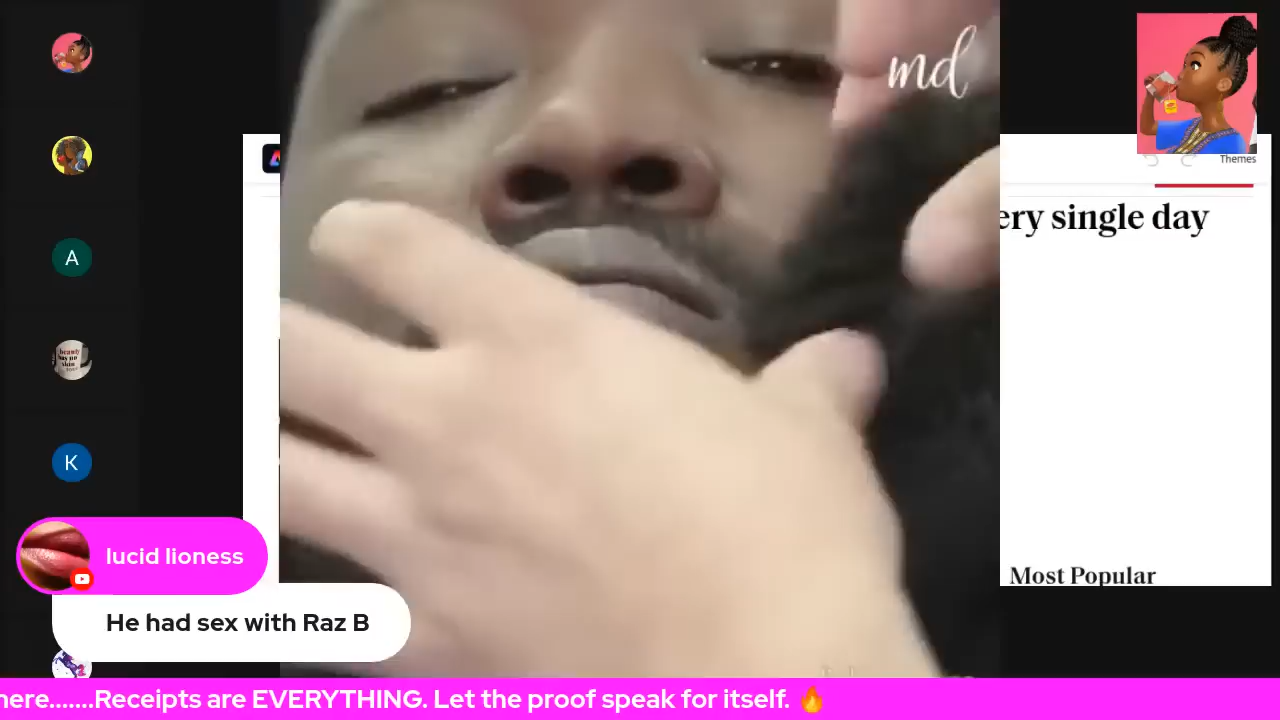 md
Themes
ery single day
A
K
lucid lioness
Most Popular
He had sex with Raz B
here.......Receipts are EVERYTHING. Let the proof speak for itself. 🔥